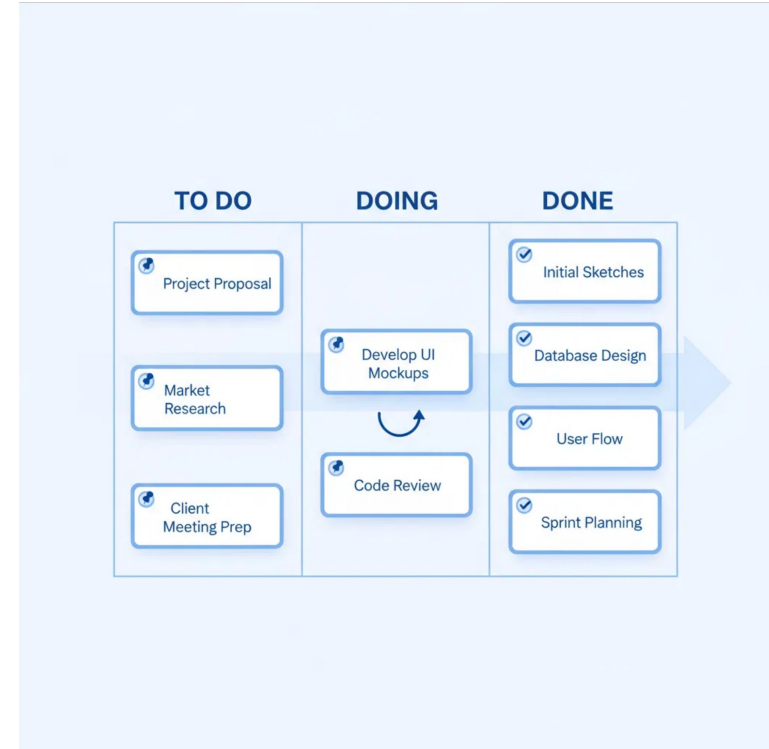 TO DO
DOING
DONE
Project Proposal
Market
Research
Client
Meeting Prep
Develop UI
Mockups
Code Review
Initial Sketches
Database Design
User Flow
Sprint Planning